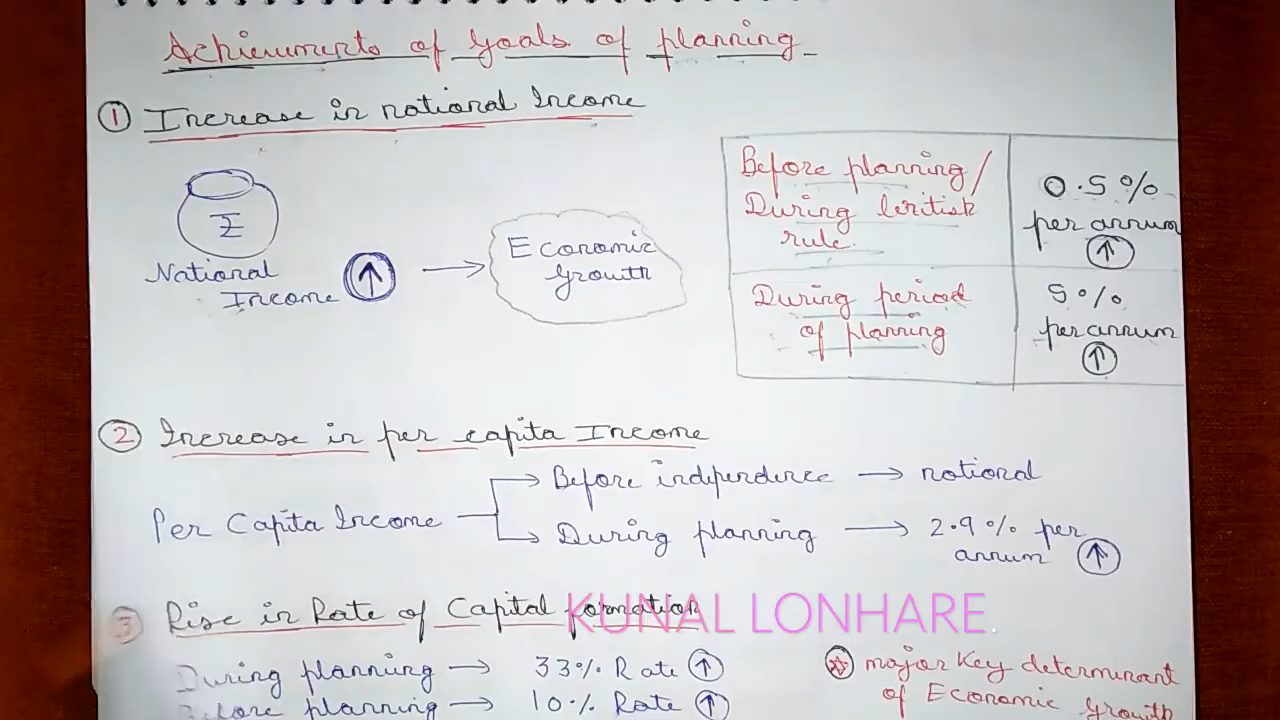 Achievements of Goals of planning
① Increase in national Income
₹
National Income ↑ → Economic Growth
Before planning/ During british rule.
0.5% per annum ↑
During period of planning
5% per annum ↑
② Increase in per capita Income
Per Capita Income
→ Before independence → notional
→ During planning → 2.9% per annum ↑
③ Rise in Rate of Capital formation
KUNAL LONHARE.
During planning → 33% Rate ↑
Before planning → 10% Rate ↑
major Key determinant
of Economic Growth